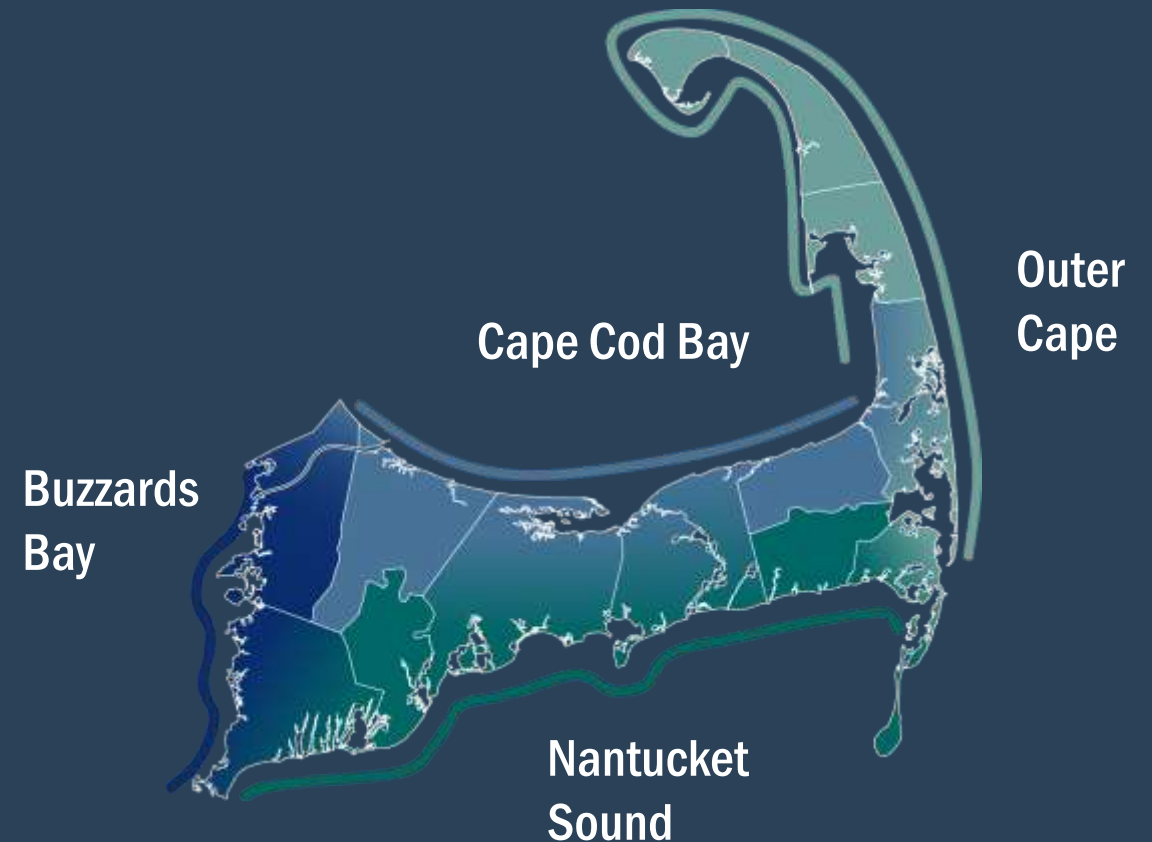 Outer
Cape
Cape Cod Bay
Buzzards
Bay
Nantucket
Sound